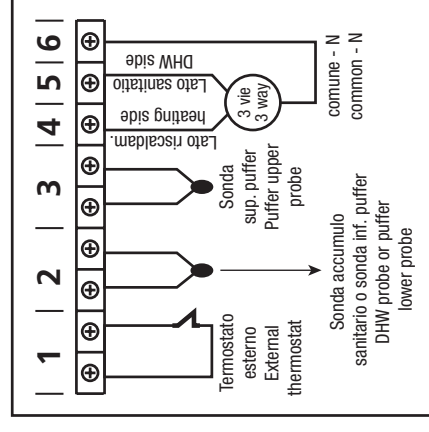 1
2
3
4
5
6
Termostato
esterno
External
thermostat
Sonda accumulo
sanitario o sonda inf. puffer
DHW probe or puffer
lower probe
Sonda
sup. puffer
Puffer upper
probe
Lato riscaldam.
heating side
Lato sanitatio
DHW side
3 vie
3 way
comune - N
common - N